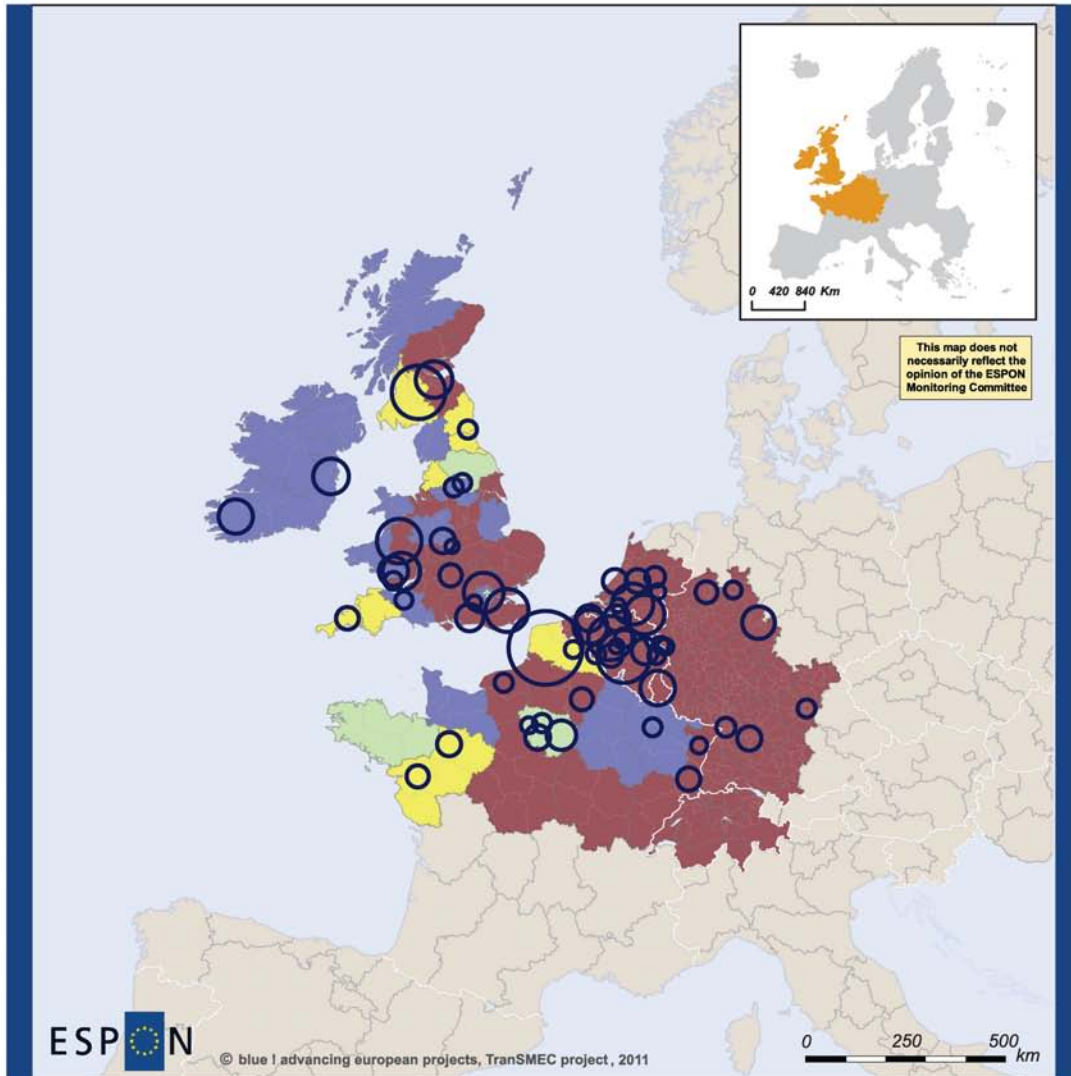 0 420 840 Km
This map does not
necessarily reflect the
opinion of the ESPON
Monitoring Committee
ESPON
© blue ! advancing european projects, TranSMEC project , 2011
0 250 500
km